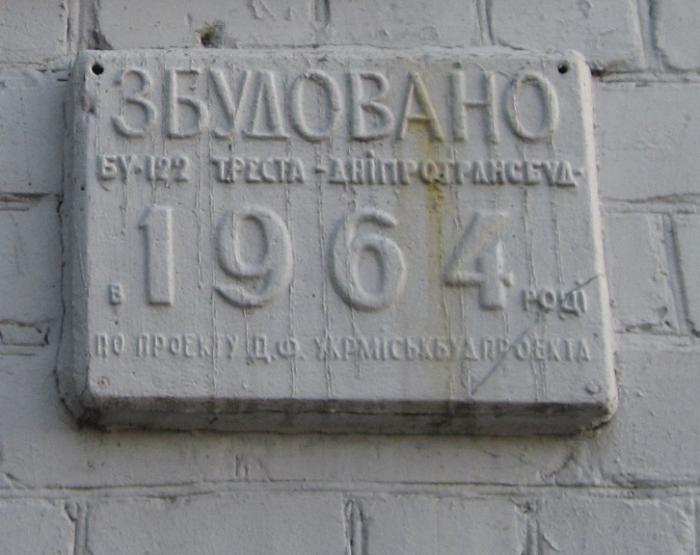 ЗБУДОВАНО
БУ-122 ТРЕСТА -ДНІПРОТРАНСБУД-
в 1964 РОЦІ
ПО ПРОЕКТУ Д.Ф. УКРМІСЬКБУДПРОЕКТА